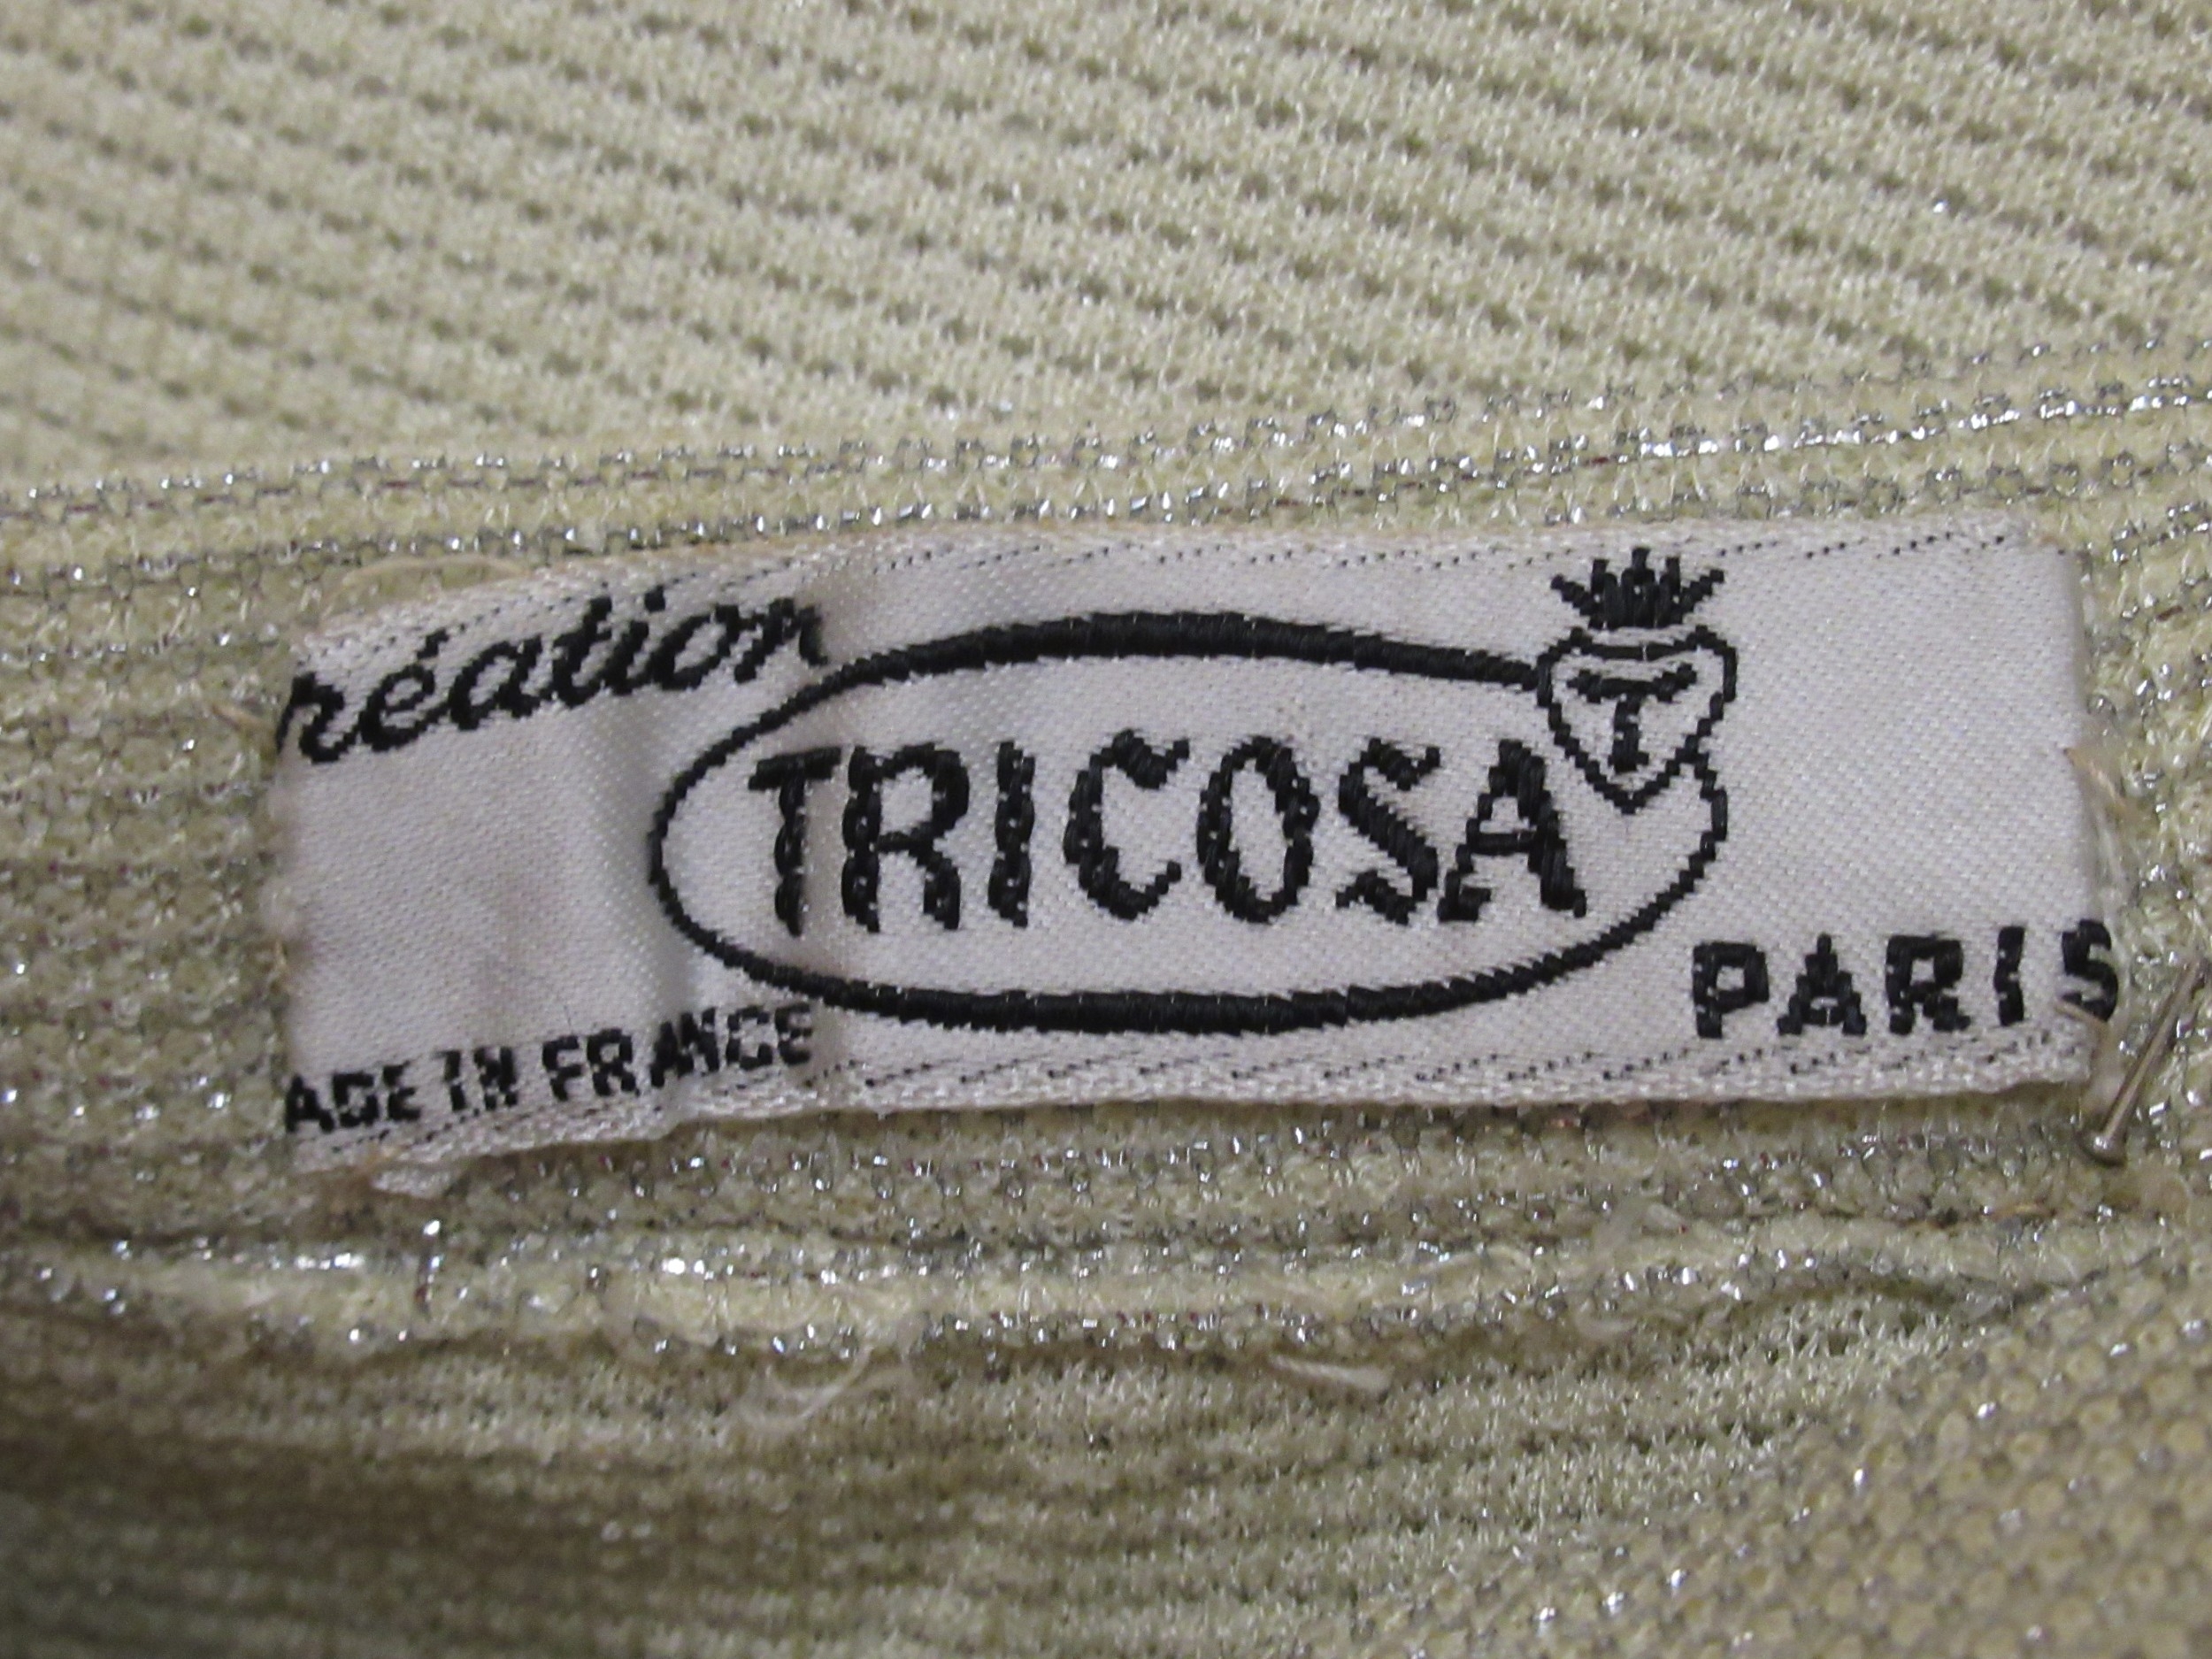 réation
T
TRICOSA
PARIS
ADE IN FRANCE